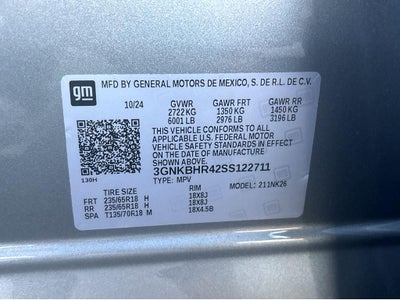 gm
MFD BY GENERAL MOTORS DE MEXICO, S. DE R.L. DE C.V.
10/24 GVWR GAWR FRT GAWR RR
2722 KG 1350 KG 1450 KG
6001 LB 2976 LB 3196 LB
THIS VEHICLE CONFORMS TO ALL
APPLICABLE U.S. FEDERAL MOTOR
VEHICLE SAFETY AND THEFT PREVENTION
STANDARDS IN EFFECT ON THE DATE OF
MANUFACTURE SHOWN ABOVE.
3GNKBHR42SS122711
130H TYPE: MPV MODEL: 211NK26
TIRE SIZE RIM
FRT 235/65R18 H 18X8J
RR 235/65R18 H 18X8J
SPA T135/70R18 M 18X4.5B